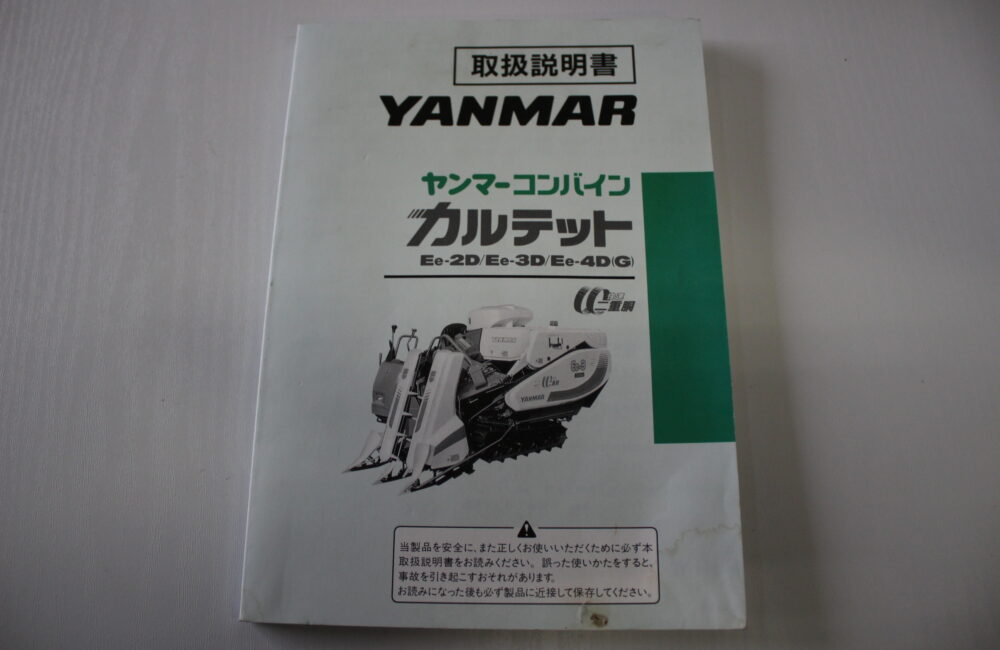 取扱説明書
YANMAR
ヤンマーコンバイン
カルテット
Ee-2D/Ee-3D/Ee-4D(G)
二重胴
YANMAR
YANMAR
当製品を安全に、また正しくお使いいただくために必ず本
取扱説明書をお読みください。誤った使いかたをすると、
事故を引き起こすおそれがあります。
お読みになった後も必ず製品に近接して保存してください。